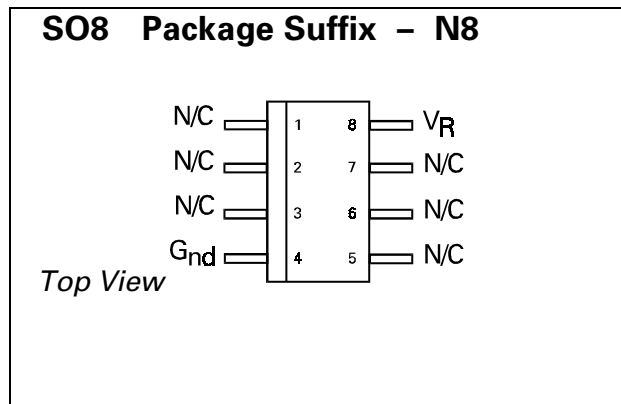 SO8 Package Suffix – N8
N/C 1 8 VR
N/C 2 7 N/C
N/C 3 6 N/C
Gnd 4 5 N/C
Top View